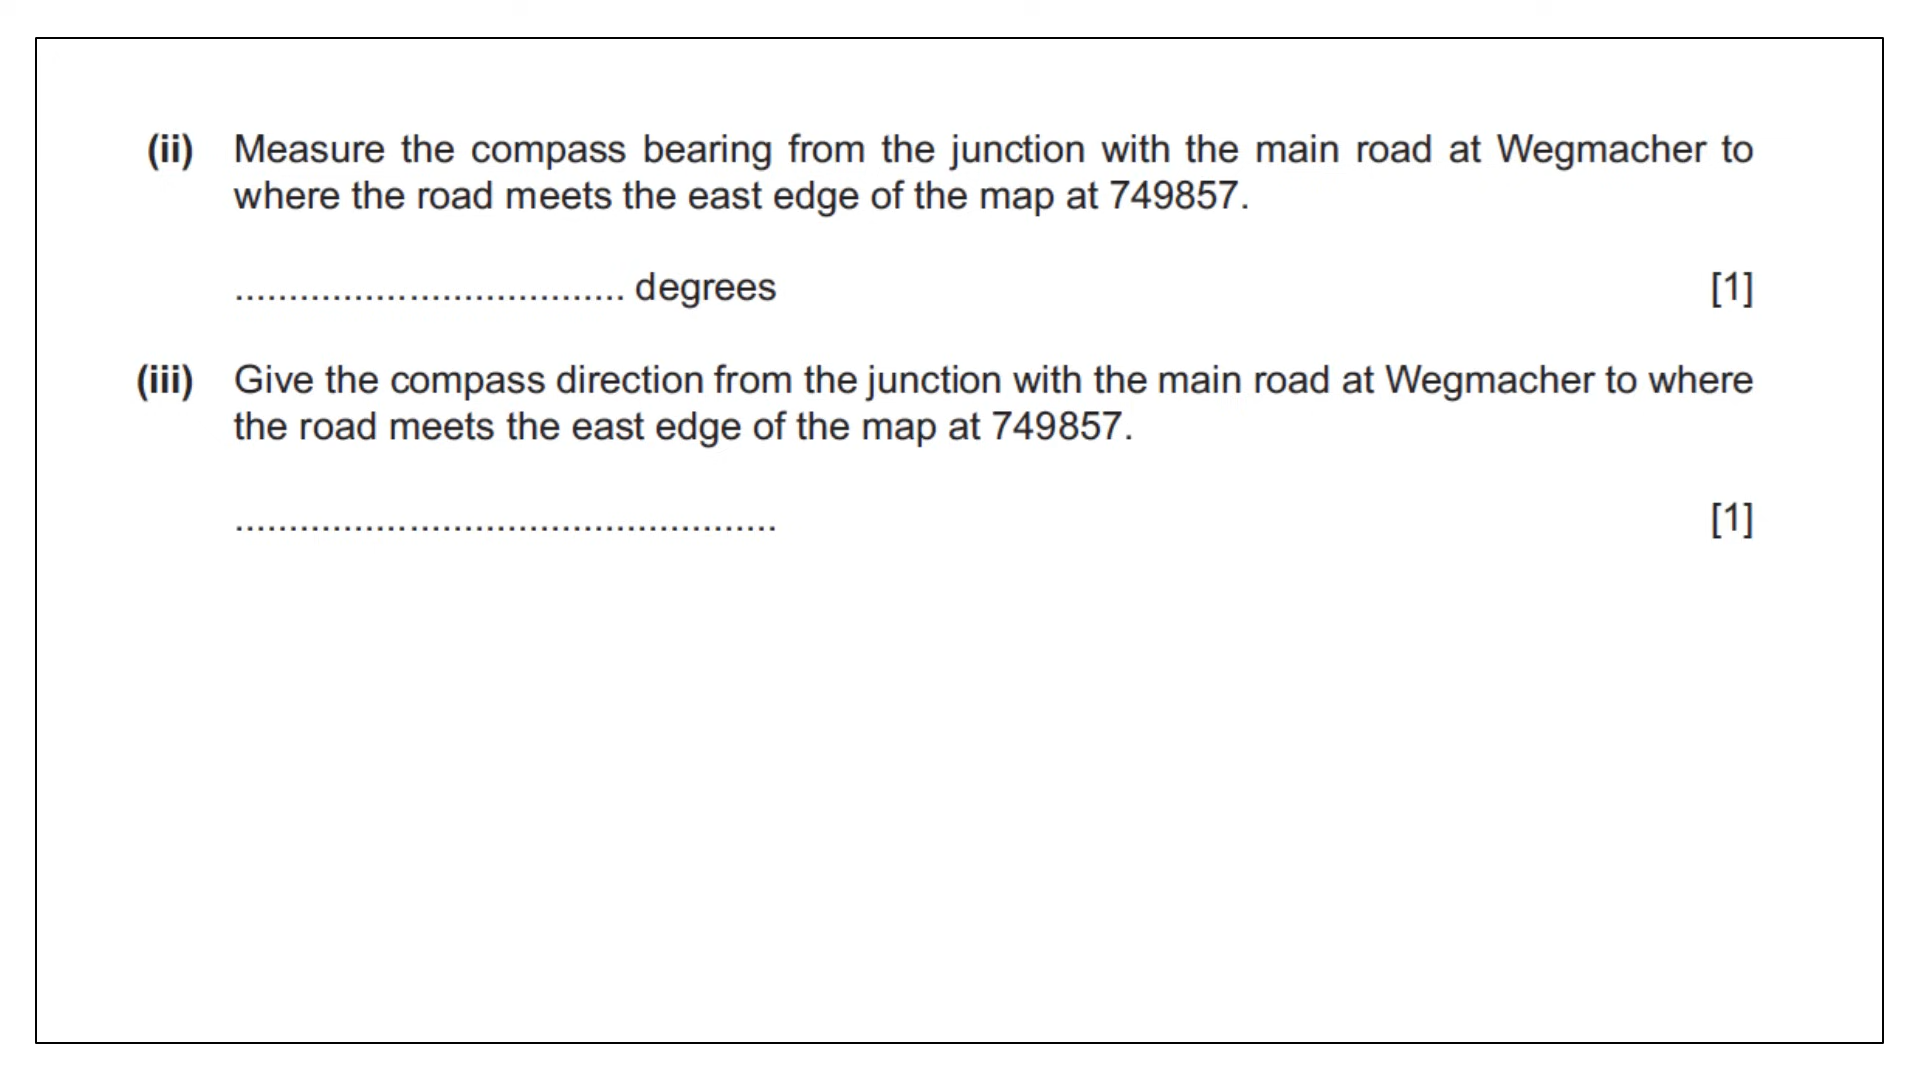 (ii) Measure the compass bearing from the junction with the main road at Wegmacher to
where the road meets the east edge of the map at 749857.
.................................... degrees [1]
(iii) Give the compass direction from the junction with the main road at Wegmacher to where
the road meets the east edge of the map at 749857.
.................................................. [1]